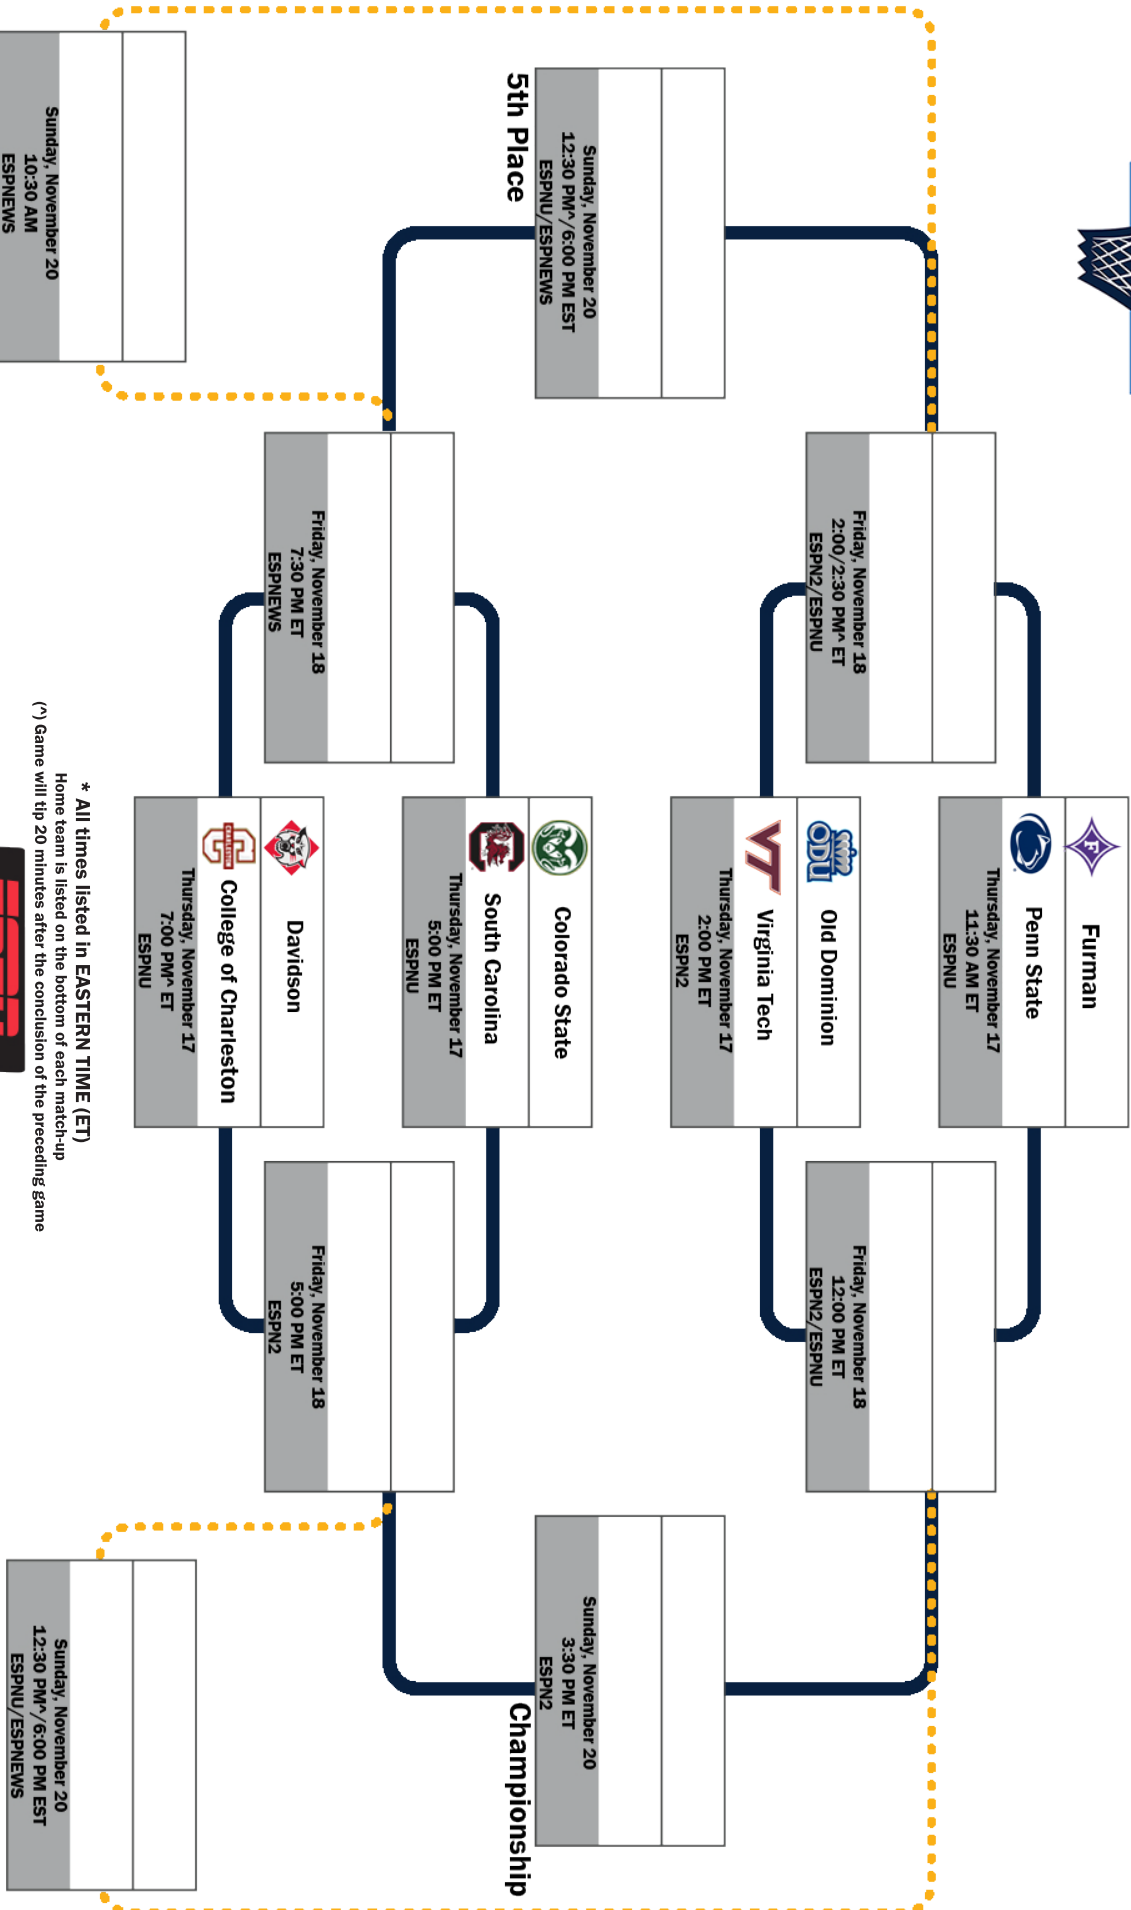 F
Furman
Penn State
Thursday, November 17
11:30 AM ET
ESPNU
Friday, November 18
2:00/2:30 PM^ ET
ESPN2/ESPNU
ODU
Old Dominion
VT
Virginia Tech
Thursday, November 17
2:00 PM ET
ESPN2
Friday, November 18
12:00 PM ET
ESPN2/ESPNU
Sunday, November 20
12:30 PM^/6:00 PM EST
ESPNU/ESPNEWS
5th Place
Sunday, November 20
3:30 PM ET
ESPN2
Championship
Colorado State
South Carolina
Thursday, November 17
5:00 PM ET
ESPNU
Friday, November 18
7:30 PM ET
ESPNEWS
Davidson
College of Charleston
Thursday, November 17
7:00 PM^ ET
ESPNU
Friday, November 18
5:00 PM ET
ESPN2
Sunday, November 20
10:30 AM
ESPNEWS
* All times listed in EASTERN TIME (ET)
Home team is listed on the bottom of each match-up
(^) Game will tip 20 minutes after the conclusion of the preceding game
Sunday, November 20
12:30 PM^/6:00 PM EST
ESPNU/ESPNEWS